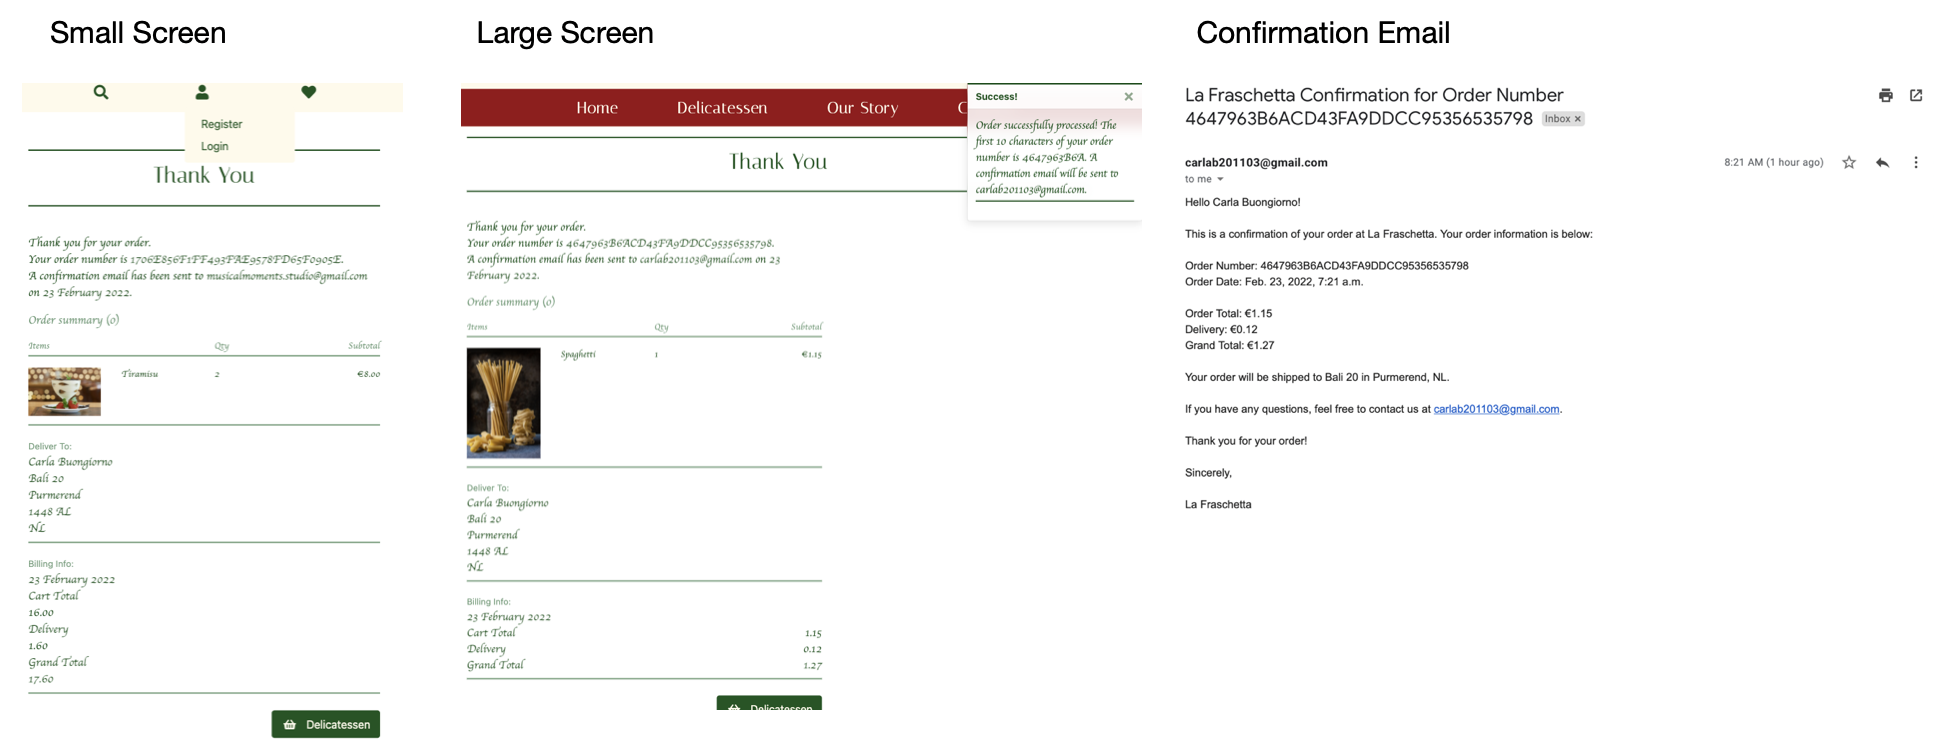 Small Screen
Register
Login
Thank You
Thank you for your order.
Your order number is 1706E856F1FF493FAE9578FD65F0905E.
A confirmation email has been sent to musicalmoments.studio@gmail.com
on 23 February 2022.
Order summary (0)
Items Qty Subtotal
Tiramisu 2 €8.00
Deliver To:
Carla Buongiorno
Bali 20
Purmerend
1448 AL
NL
Billing Info:
23 February 2022
Cart Total
16.00
Delivery
1.60
Grand Total
17.60
Delicatessen
Large Screen
Home Delicatessen Our Story C
Success! ×
Order successfully processed! The
first 10 characters of your order
number is 4647963B6A. A
confirmation email will be sent to
carlab201103@gmail.com.
Thank You
Thank you for your order.
Your order number is 4647963B6ACD43FA9DDCC95356535798.
A confirmation email has been sent to carlab201103@gmail.com on 23
February 2022.
Order summary (0)
Items Qty Subtotal
Spaghetti 1 €1.15
Deliver To:
Carla Buongiorno
Bali 20
Purmerend
1448 AL
NL
Billing Info:
23 February 2022
Cart Total 1.15
Delivery 0.12
Grand Total 1.27
Delicatessen
Confirmation Email
La Fraschetta Confirmation for Order Number
4647963B6ACD43FA9DDCC95356535798 Inbox ×
carlab201103@gmail.com 8:21 AM (1 hour ago)
to me
Hello Carla Buongiorno!
This is a confirmation of your order at La Fraschetta. Your order information is below:
Order Number: 4647963B6ACD43FA9DDCC95356535798
Order Date: Feb. 23, 2022, 7:21 a.m.
Order Total: €1.15
Delivery: €0.12
Grand Total: €1.27
Your order will be shipped to Bali 20 in Purmerend, NL.
If you have any questions, feel free to contact us at carlab201103@gmail.com.
Thank you for your order!
Sincerely,
La Fraschetta